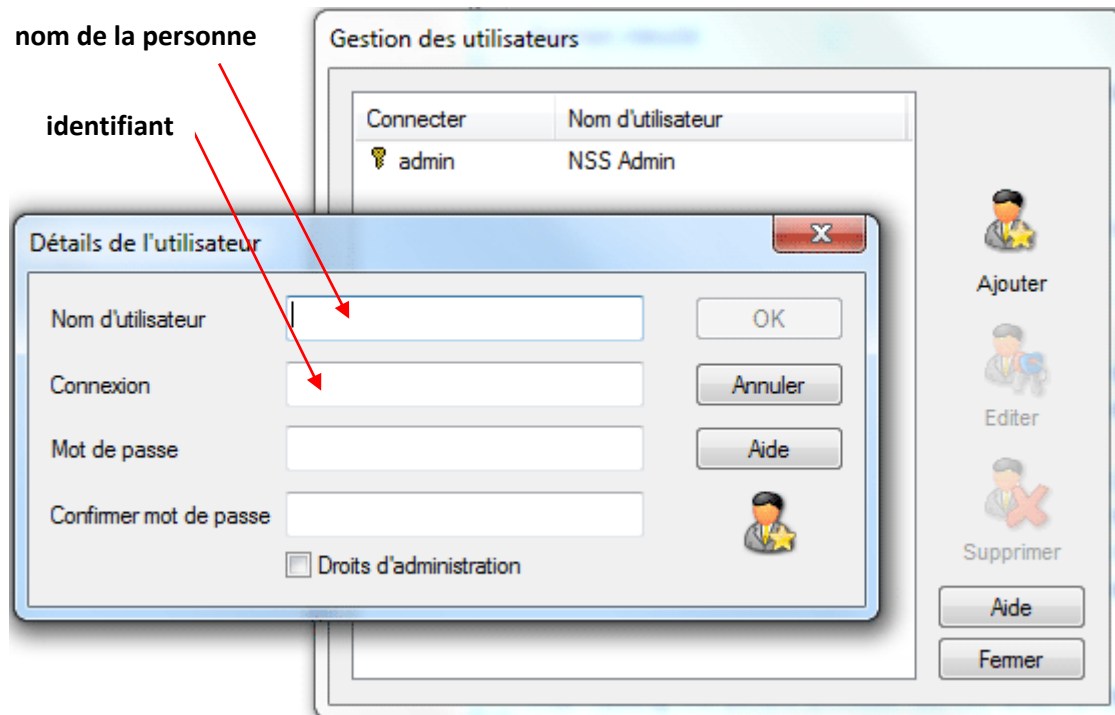 nom de la personne
identifiant
Gestion des utilisateurs
Connecter Nom d'utilisateur
admin NSS Admin
Ajouter
Editer
Supprimer
Aide
Fermer
Détails de l'utilisateur
Nom d'utilisateur
OK
Connexion
Annuler
Mot de passe
Aide
Confirmer mot de passe
Droits d'administration